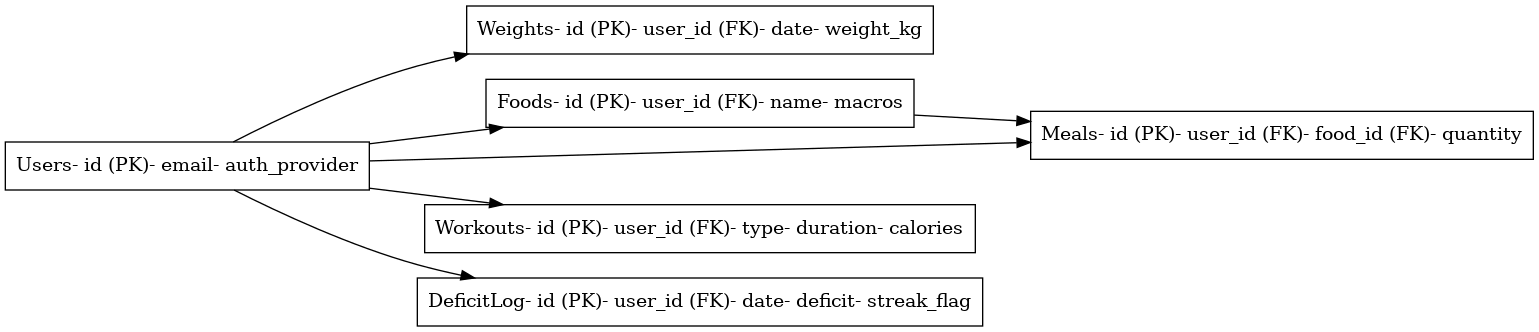 Weights- id (PK)- user_id (FK)- date- weight_kg
Foods- id (PK)- user_id (FK)- name- macros
Meals- id (PK)- user_id (FK)- food_id (FK)- quantity
Users- id (PK)- email- auth_provider
Workouts- id (PK)- user_id (FK)- type- duration- calories
DeficitLog- id (PK)- user_id (FK)- date- deficit- streak_flag